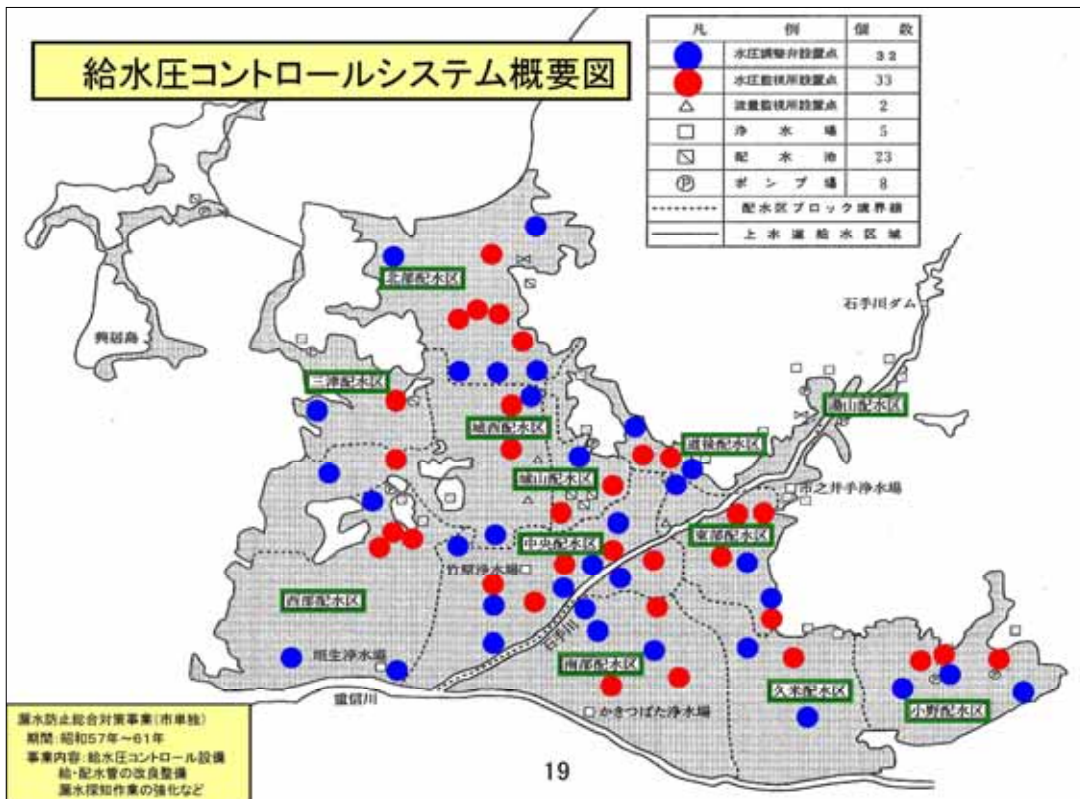 給水圧コントロールシステム概要図
凡 例 個 数
水圧調整弁設置点 32
水圧監視所設置点 33
流量監視所設置点 2
浄 水 場 5
配 水 池 23
Ⓟ ポ ン プ 場 8
配水区ブロック境界線
上水道給水区域
北部配水区
石手川ダム
興居島
三津配水区
湯山配水区
城西配水区
道後配水区
城山配水区
市之井手浄水場
東部配水区
中央配水区
竹原浄水場
西部配水区
石手川
垣生浄水場
南部配水区
久米配水区
小野配水区
重信川
かきつばた浄水場
漏水防止総合対策事業(市単独)
期間:昭和57年~61年
事業内容:給水圧コントロール設備
給・配水管の改良整備
漏水探知作業の強化など
19